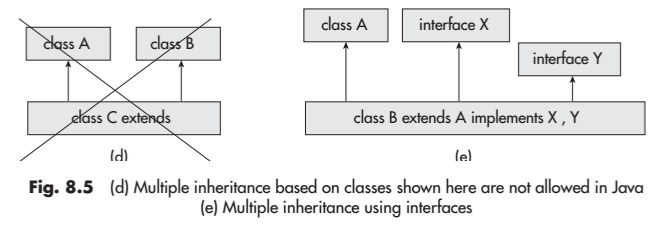 class A
class B
class C extends
(d)
class A
interface X
interface Y
class B extends A implements X , Y
(e)
Fig. 8.5 (d) Multiple inheritance based on classes shown here are not allowed in Java
(e) Multiple inheritance using interfaces